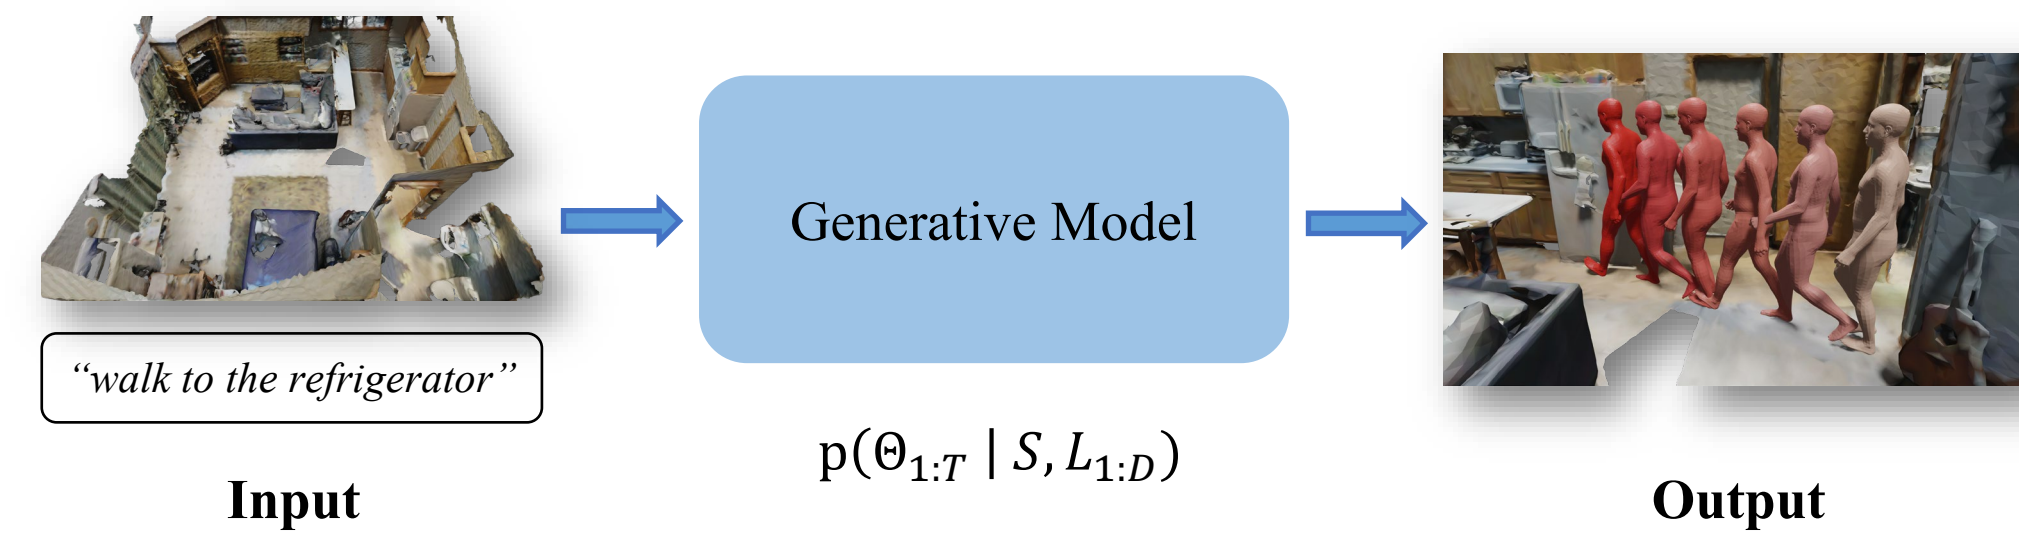 “walk to the refrigerator”
Input
Generative Model
p(Θ₁:T | S, L₁:D)
Output